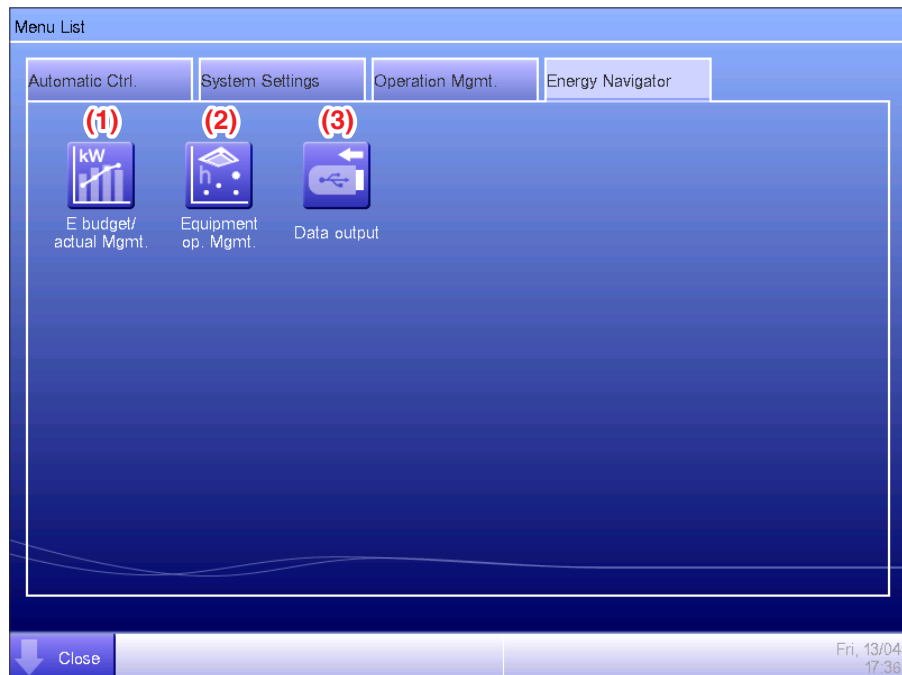 Menu List
Automatic Ctrl. System Settings Operation Mgmt. Energy Navigator
(1) (2) (3)
kW
h
E budget/
actual Mgmt.
Equipment
op. Mgmt.
Data output
Close
Fri, 13/04
17:36